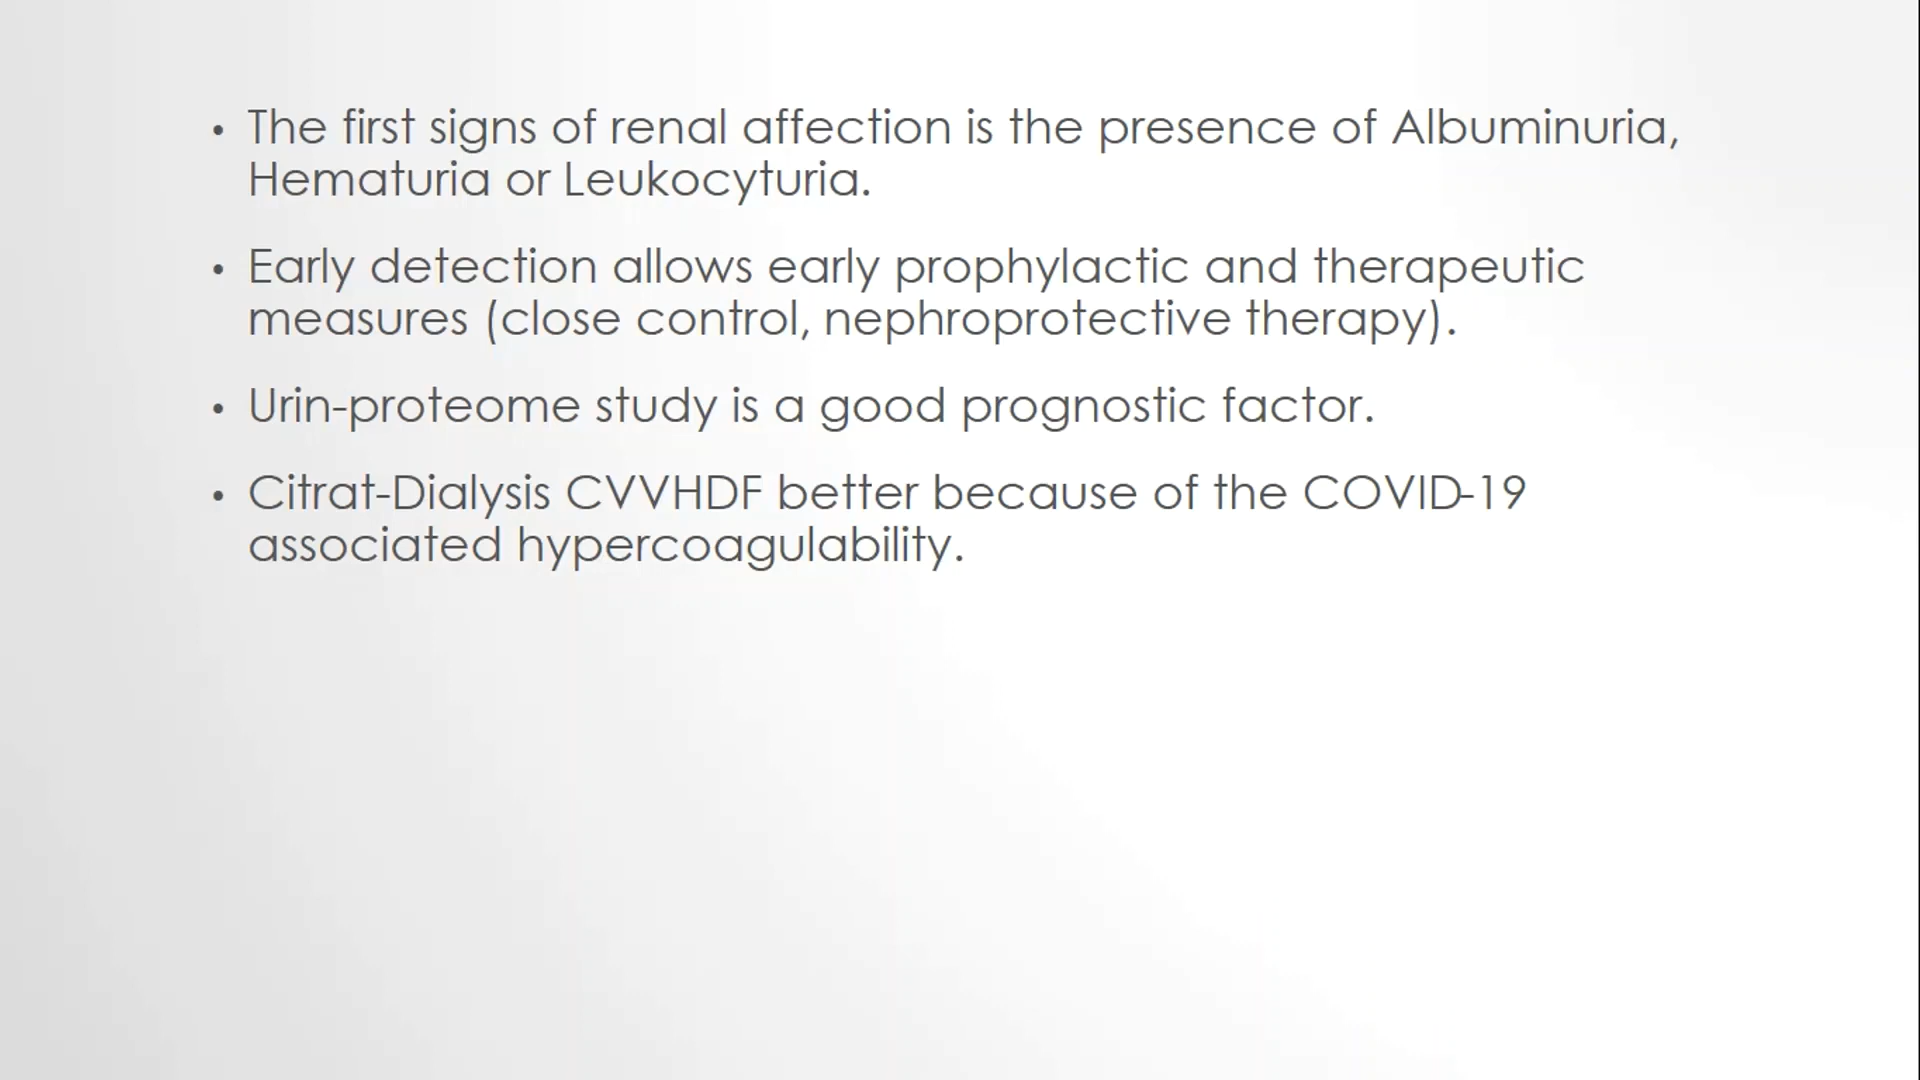 • The first signs of renal affection is the presence of Albuminuria,
Hematuria or Leukocyturia.
• Early detection allows early prophylactic and therapeutic
measures (close control, nephroprotective therapy).
• Urin-proteome study is a good prognostic factor.
• Citrat-Dialysis CVVHDF better because of the COVID-19
associated hypercoagulability.